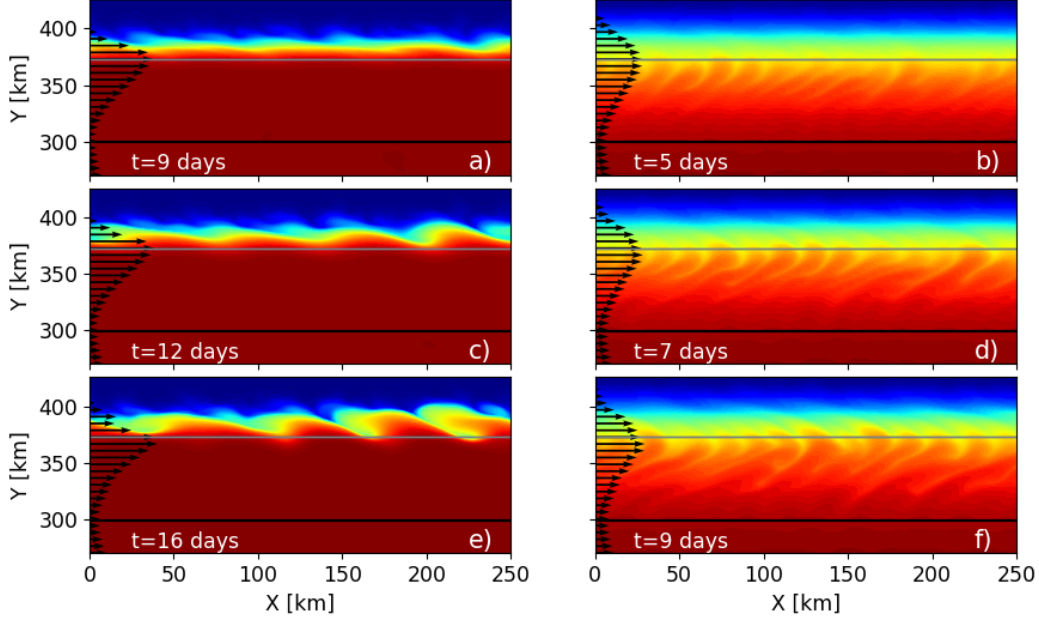 400
350
300
Y [km]
t=9 days
a)
t=5 days
b)
400
350
300
Y [km]
t=12 days
c)
t=7 days
d)
400
350
300
Y [km]
t=16 days
e)
t=9 days
f)
0 50 100 150 200 250
X [km]
0 50 100 150 200 250
X [km]